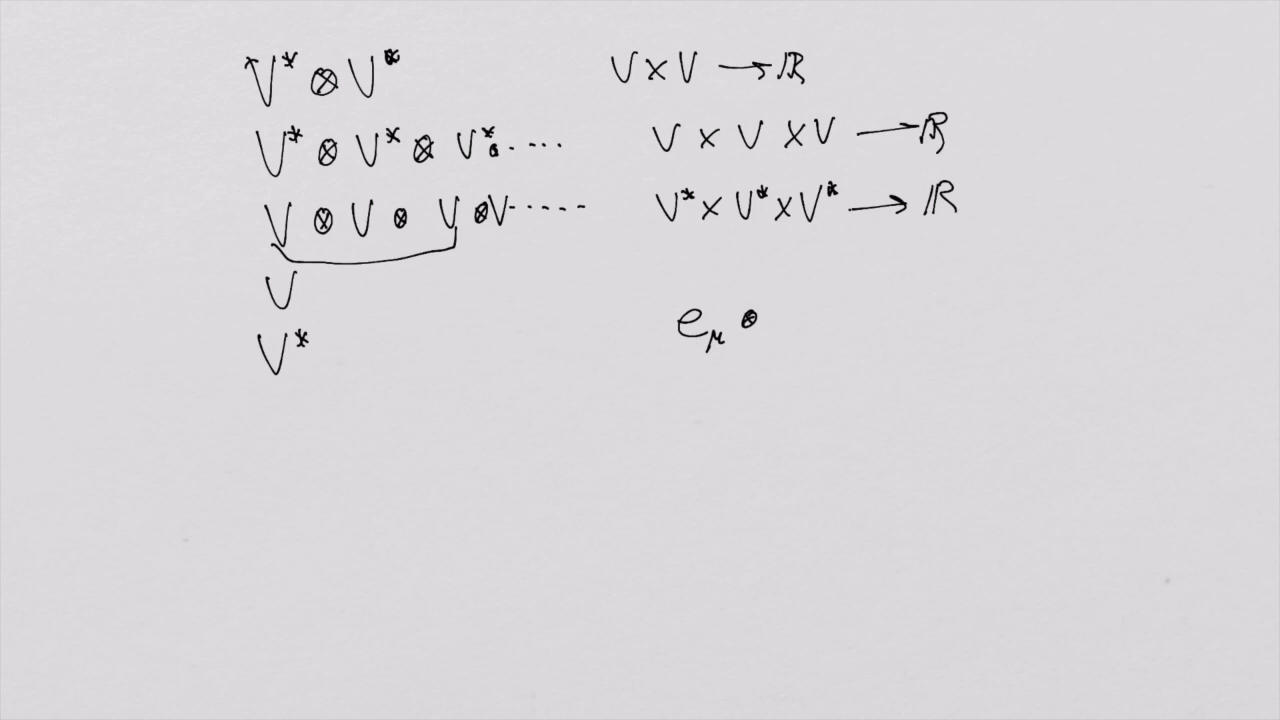 V* ⊗ V* V × V → ℝ
V* ⊗ V* ⊗ V* ····· V × V × V → ℝ
V ⊗ V ⊗ V ⊗ V ····· V* × V* × V* → ℝ
V
e_μ ⊗
V*